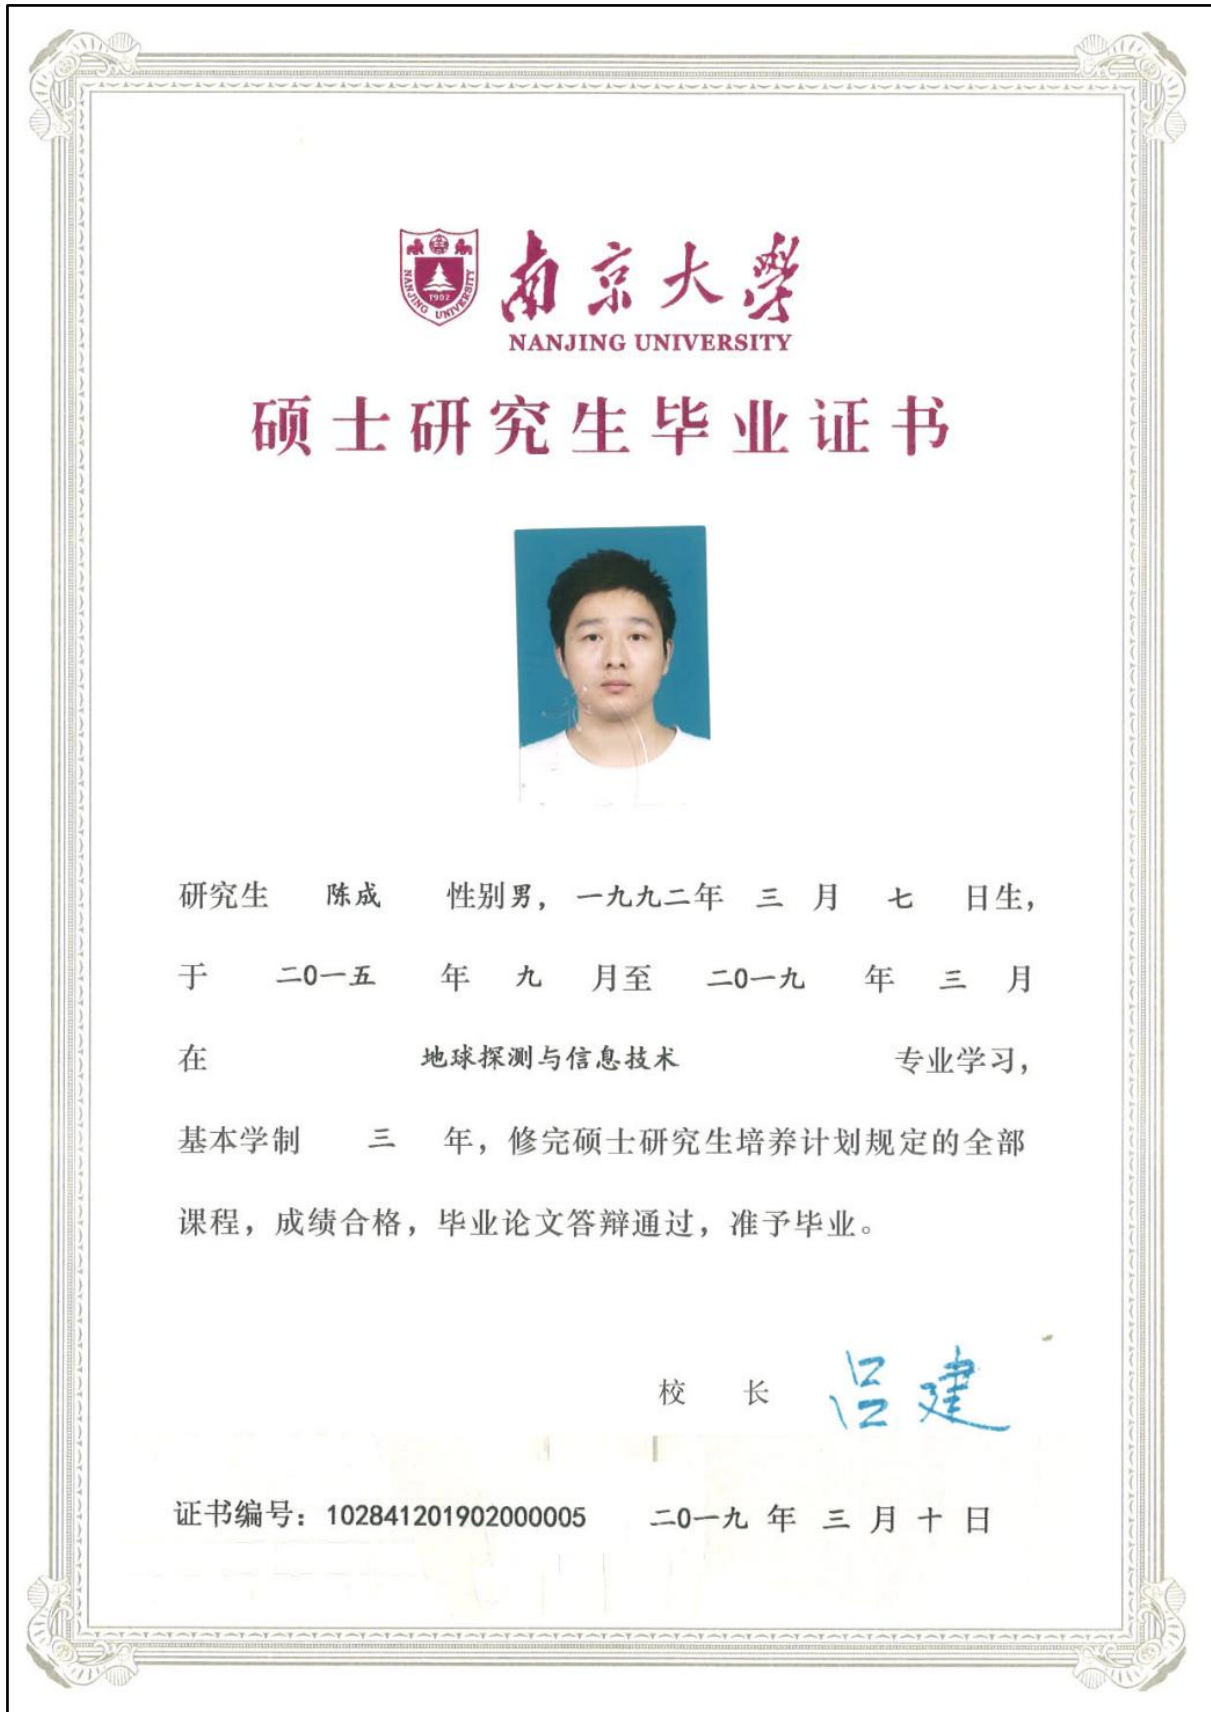 南京大学
NANJING UNIVERSITY
1902
NANJING UNIVERSITY
硕士研究生毕业证书
研究生 陈成 性别男，一九九二年 三 月 七 日生，
于 二0一五 年 九 月至 二0一九 年 三 月
在 地球探测与信息技术 专业学习，
基本学制 三 年，修完硕士研究生培养计划规定的全部
课程，成绩合格，毕业论文答辩通过，准予毕业。
校 长 吕建
证书编号：102841201902000005 二0一九 年 三 月 十 日